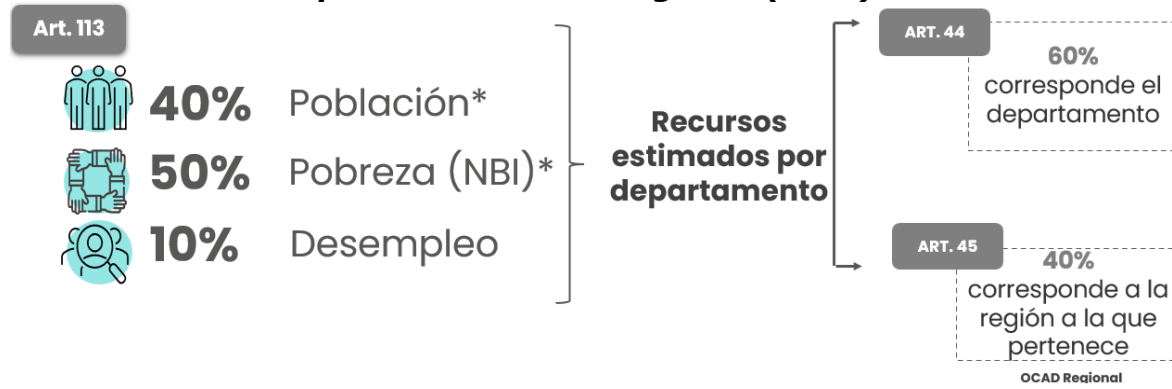 Art. 113
40% Población*
50% Pobreza (NBI)*
10% Desempleo
Recursos
estimados por
departamento
ART. 44
60%
corresponde el
departamento
ART. 45
40%
corresponde a la
región a la que
pertenece
OCAD Regional